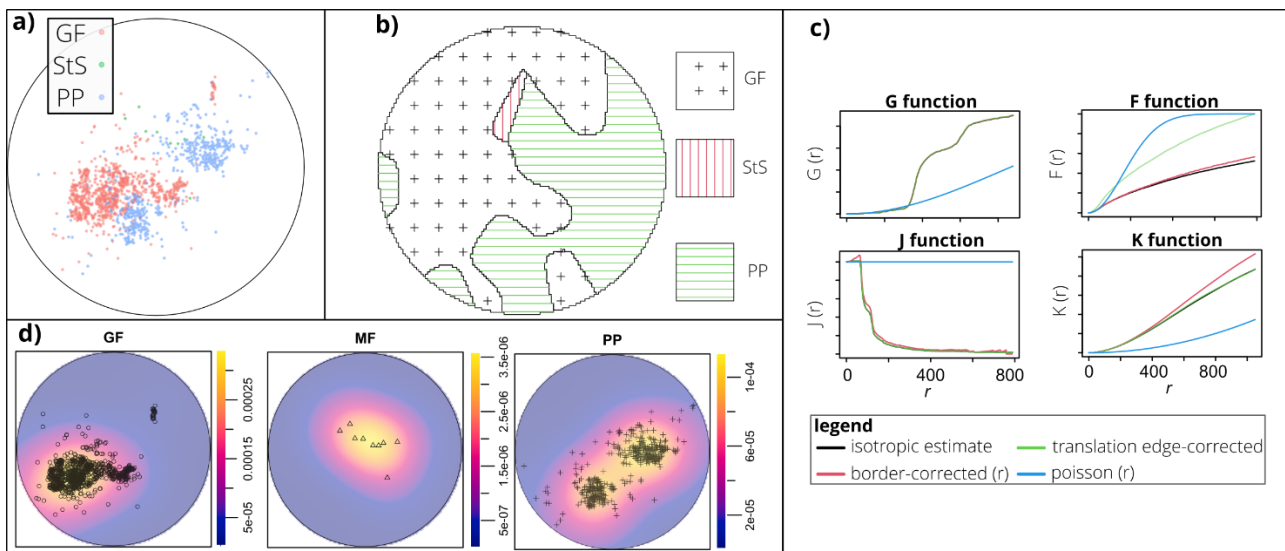 a)
GF
StS
PP
b)
GF
StS
PP
c)
G function
G (r)
F function
F (r)
J function
J (r)
0 400 800
r
K function
K (r)
0 400 800
r
legend
isotropic estimate
translation edge-corrected
border-corrected (r)
poisson (r)
d)
GF
5e-05 0.00015 0.00025
MF
5e-07 1.5e-06 2.5e-06 3.5e-06
PP
2e-05 6e-05 1e-04